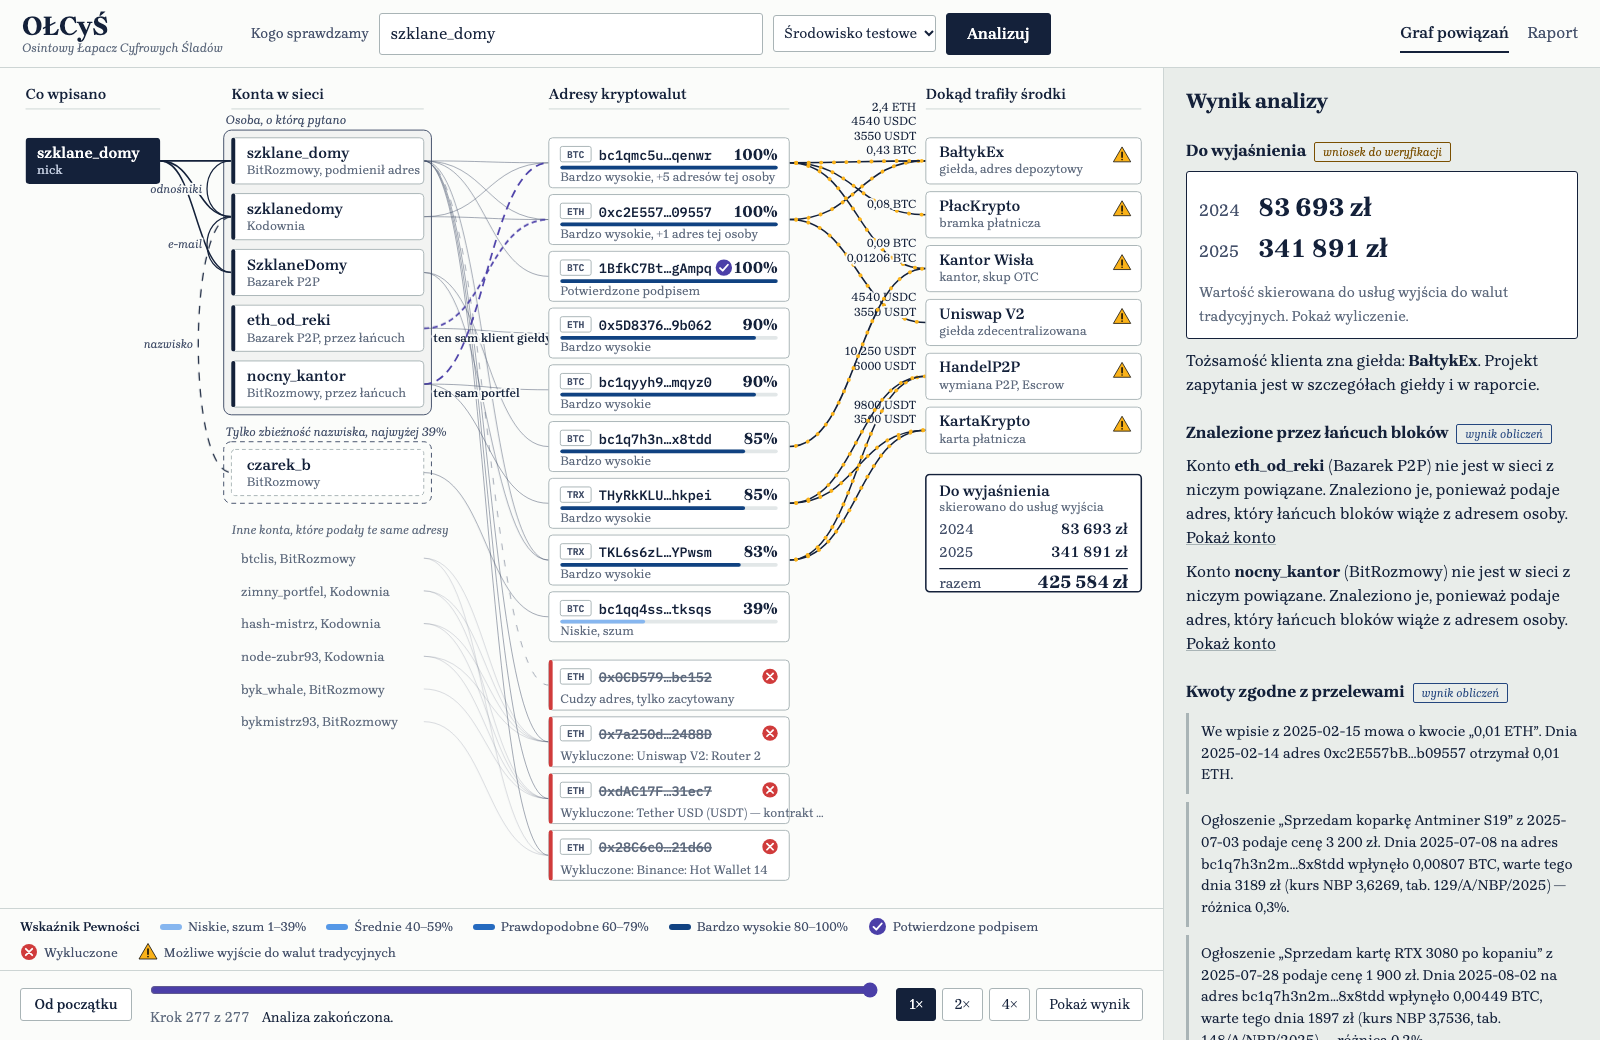 OŁCyŚ
Osintowy Łapacz Cyfrowych Śladów
Kogo sprawdzamy
szklane_domy
Środowisko testowe
Analizuj
Graf powiązań
Raport
Co wpisano
szklane_domy
nick
odnośniki
e-mail
nazwisko
Konta w sieci
Osoba, o którą pytano
szklane_domy
BitRozmowy, podmienił adres
szklanedomy
Kodownia
SzklaneDomy
Bazarek P2P
eth_od_reki
Bazarek P2P, przez łańcuch
nocny_kantor
BitRozmowy, przez łańcuch
ten sam klient giełdy
ten sam portfel
Tylko zbieżność nazwiska, najwyżej 39%
czarek_b
BitRozmowy
Inne konta, które podały te same adresy
btclis, BitRozmowy
zimny_portfel, Kodownia
hash-mistrz, Kodownia
node-zubr93, Kodownia
byk_whale, BitRozmowy
bykmistrz93, BitRozmowy
Adresy kryptowalut
BTC bc1qmc5u…qenwr 100%
Bardzo wysokie, +5 adresów tej osoby
ETH 0xc2E557…09557 100%
Bardzo wysokie, +1 adres tej osoby
BTC 1BfkC7Bt…gAmpq 100%
Potwierdzone podpisem
ETH 0x5D8376…9b062 90%
Bardzo wysokie
BTC bc1qyyh9…mqyz0 90%
Bardzo wysokie
BTC bc1q7h3n…x8tdd 85%
Bardzo wysokie
TRX THyRkKLU…hkpei 85%
Bardzo wysokie
TRX TKL6s6zL…YPwsm 83%
Bardzo wysokie
BTC bc1qq4ss…tksqs 39%
Niskie, szum
ETH 0x0CD579…bc152
Cudzy adres, tylko zacytowany
ETH 0x7a250d…2488D
Wykluczone: Uniswap V2: Router 2
ETH 0xdAC17F…31ec7
Wykluczone: Tether USD (USDT) — kontrakt …
ETH 0x28C6c0…21d60
Wykluczone: Binance: Hot Wallet 14
2,4 ETH
4540 USDC
3550 USDT
0,43 BTC
0,08 BTC
0,09 BTC
0,01206 BTC
4540 USDC
3550 USDT
10 250 USDT
6000 USDT
9800 USDT
3500 USDT
Dokąd trafiły środki
BałtykEx
giełda, adres depozytowy
PłacKrypto
bramka płatnicza
Kantor Wisła
kantor, skup OTC
Uniswap V2
giełda zdecentralizowana
HandelP2P
wymiana P2P, Escrow
KartaKrypto
karta płatnicza
Do wyjaśnienia
skierowano do usług wyjścia
2024 83 693 zł
2025 341 891 zł
razem 425 584 zł
Wskaźnik Pewności
Niskie, szum 1–39%
Średnie 40–59%
Prawdopodobne 60–79%
Bardzo wysokie 80–100%
Potwierdzone podpisem
Wykluczone
Możliwe wyjście do walut tradycyjnych
Od początku
Krok 277 z 277 Analiza zakończona.
1×
2×
4×
Pokaż wynik
Wynik analizy
Do wyjaśnienia wniosek do weryfikacji
2024 83 693 zł
2025 341 891 zł
Wartość skierowana do usług wyjścia do walut
tradycyjnych. Pokaż wyliczenie.
Tożsamość klienta zna giełda: BałtykEx. Projekt
zapytania jest w szczegółach giełdy i w raporcie.
Znalezione przez łańcuch bloków wynik obliczeń
Konto eth_od_reki (Bazarek P2P) nie jest w sieci z
niczym powiązane. Znaleziono je, ponieważ podaje
adres, który łańcuch bloków wiąże z adresem osoby.
Pokaż konto
Konto nocny_kantor (BitRozmowy) nie jest w sieci z
niczym powiązane. Znaleziono je, ponieważ podaje
adres, który łańcuch bloków wiąże z adresem osoby.
Pokaż konto
Kwoty zgodne z przelewami wynik obliczeń
We wpisie z 2025-02-15 mowa o kwocie „0,01 ETH”. Dnia
2025-02-14 adres 0xc2E557bB…b09557 otrzymał 0,01
ETH.
Ogłoszenie „Sprzedam koparkę Antminer S19” z 2025-
07-03 podaje cenę 3 200 zł. Dnia 2025-07-08 na adres
bc1q7h3n2m…8x8tdd wpłynęło 0,00807 BTC, warte tego
dnia 3189 zł (kurs NBP 3,6269, tab. 129/A/NBP/2025) —
różnica 0,3%.
Ogłoszenie „Sprzedam kartę RTX 3080 po kopaniu” z
2025-07-28 podaje cenę 1 900 zł. Dnia 2025-08-02 na
adres bc1q7h3n2m…8x8tdd wpłynęło 0,00449 BTC,
warte tego dnia 1897 zł (kurs NBP 3,7536, tab.
148/A/NBP/2025) — różnica 0,2%.